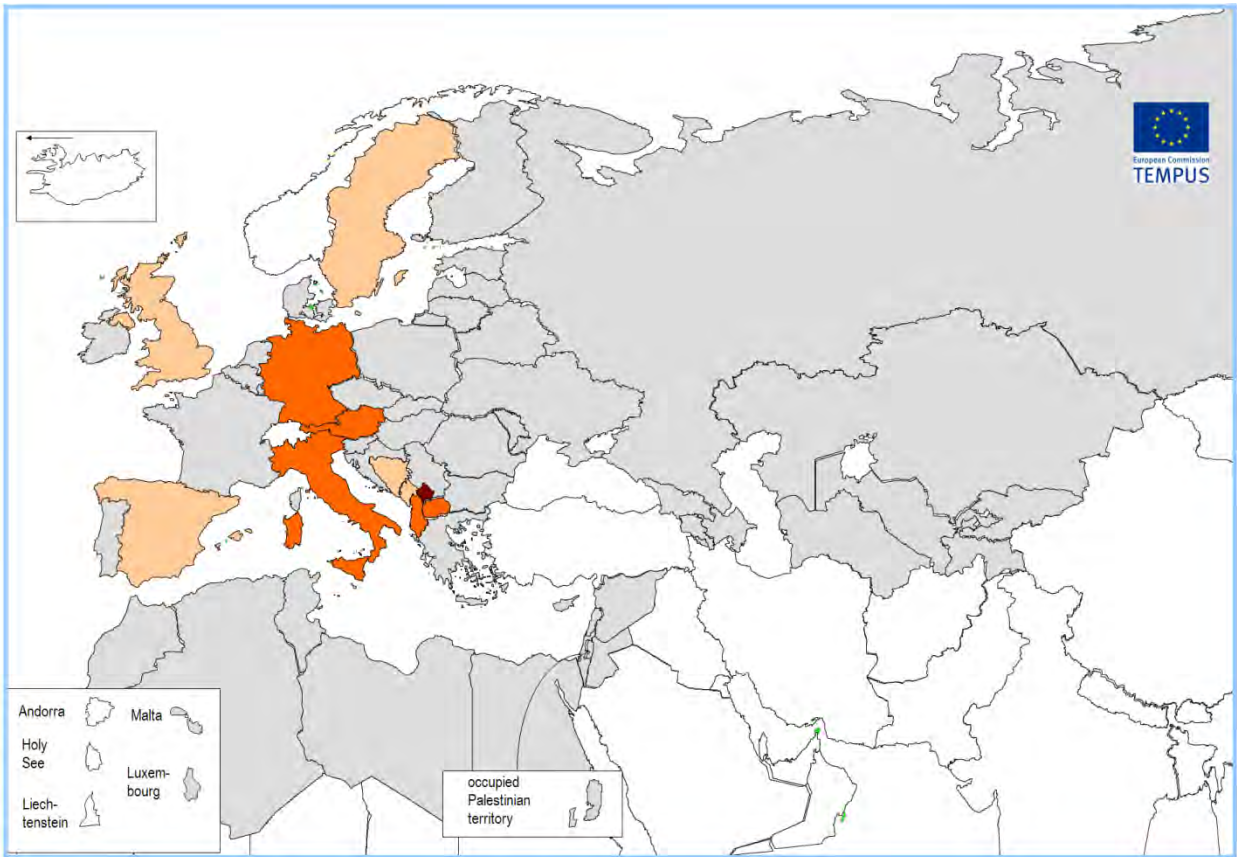 European Commission
TEMPUS
Andorra
Malta
Holy
See
Luxem-
bourg
Liech-
tenstein
occupied
Palestinian
territory